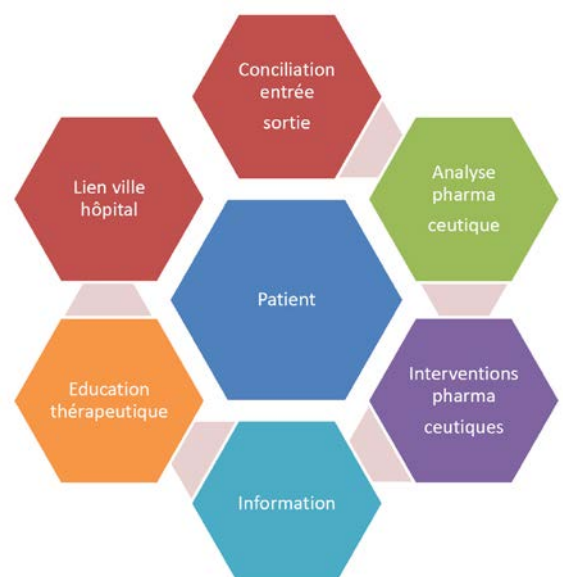 Conciliation
entrée
sortie
Analyse
pharma
ceutique
Interventions
pharma
ceutiques
Information
Education
thérapeutique
Lien ville
hôpital
Patient